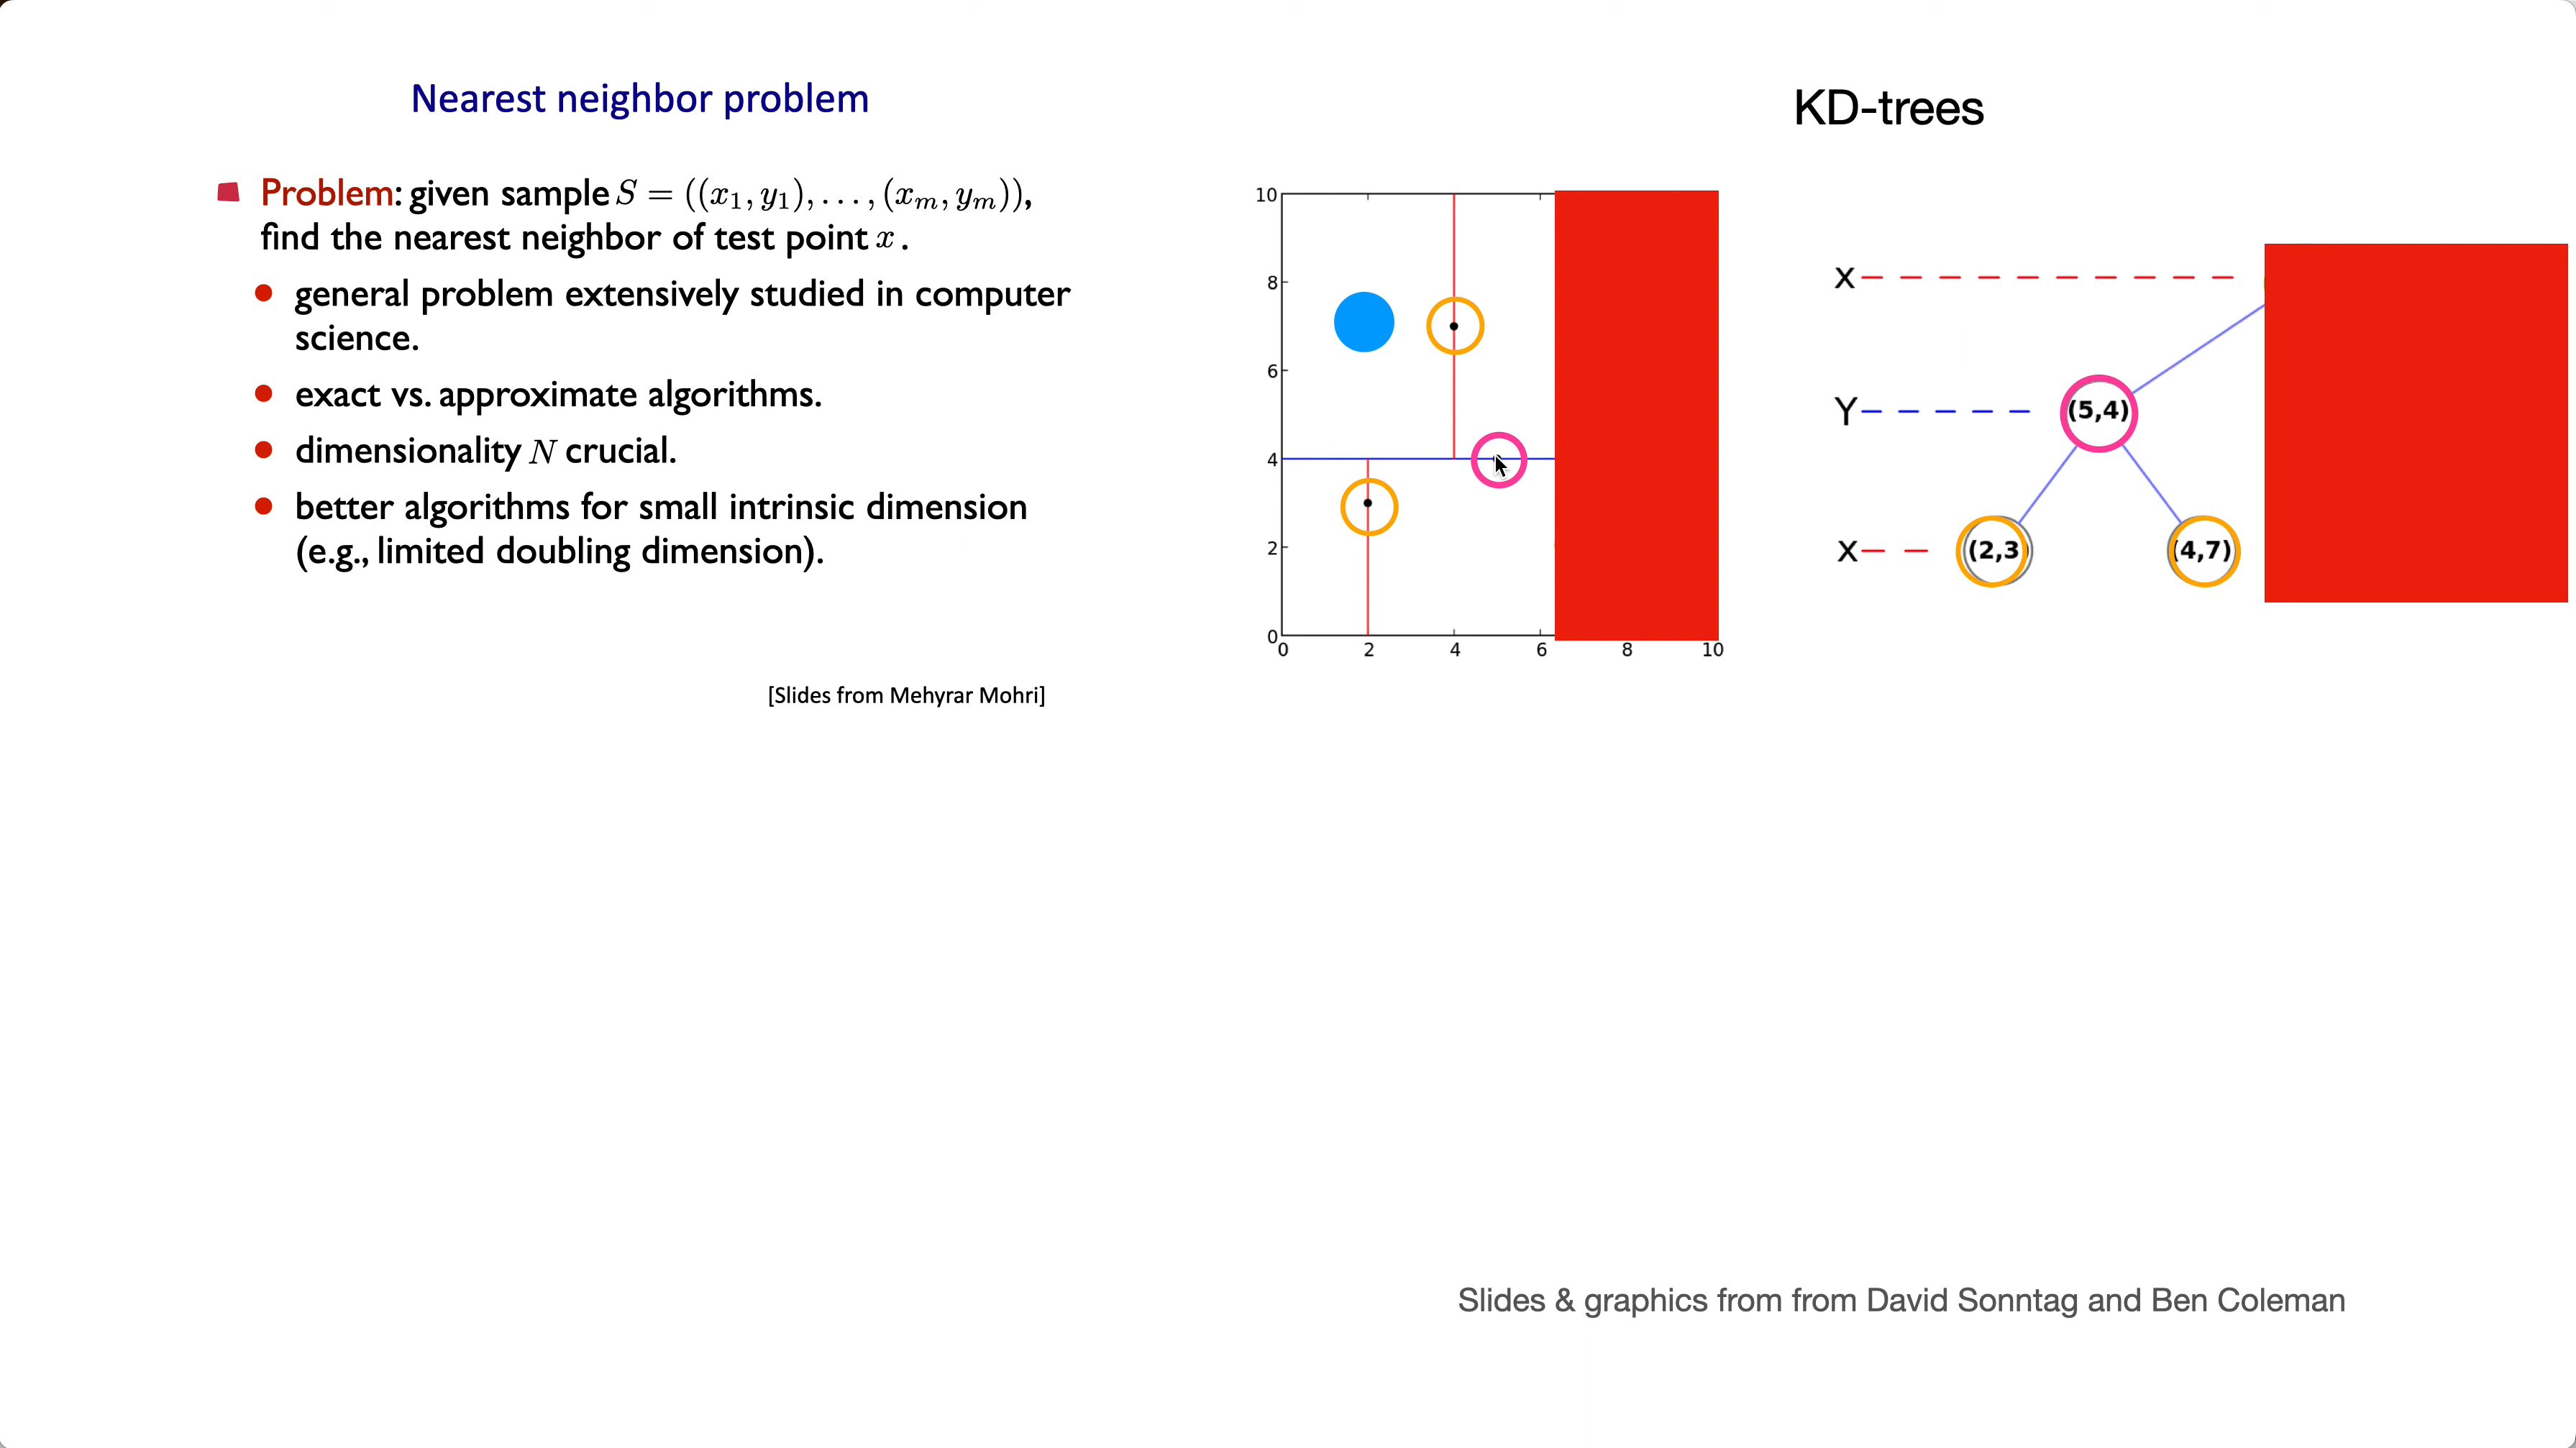 Nearest neighbor problem
Problem: given sample S = ((x₁, y₁), . . . , (xₘ, yₘ)),
find the nearest neighbor of test point x .
general problem extensively studied in computer
science.
exact vs. approximate algorithms.
dimensionality N crucial.
better algorithms for small intrinsic dimension
(e.g., limited doubling dimension).
[Slides from Mehyrar Mohri]
KD-trees
10
8
6
4
2
0
0 2 4 6 8 10
X
Y (5,4)
X (2,3 (4,7)
Slides & graphics from from David Sonntag and Ben Coleman